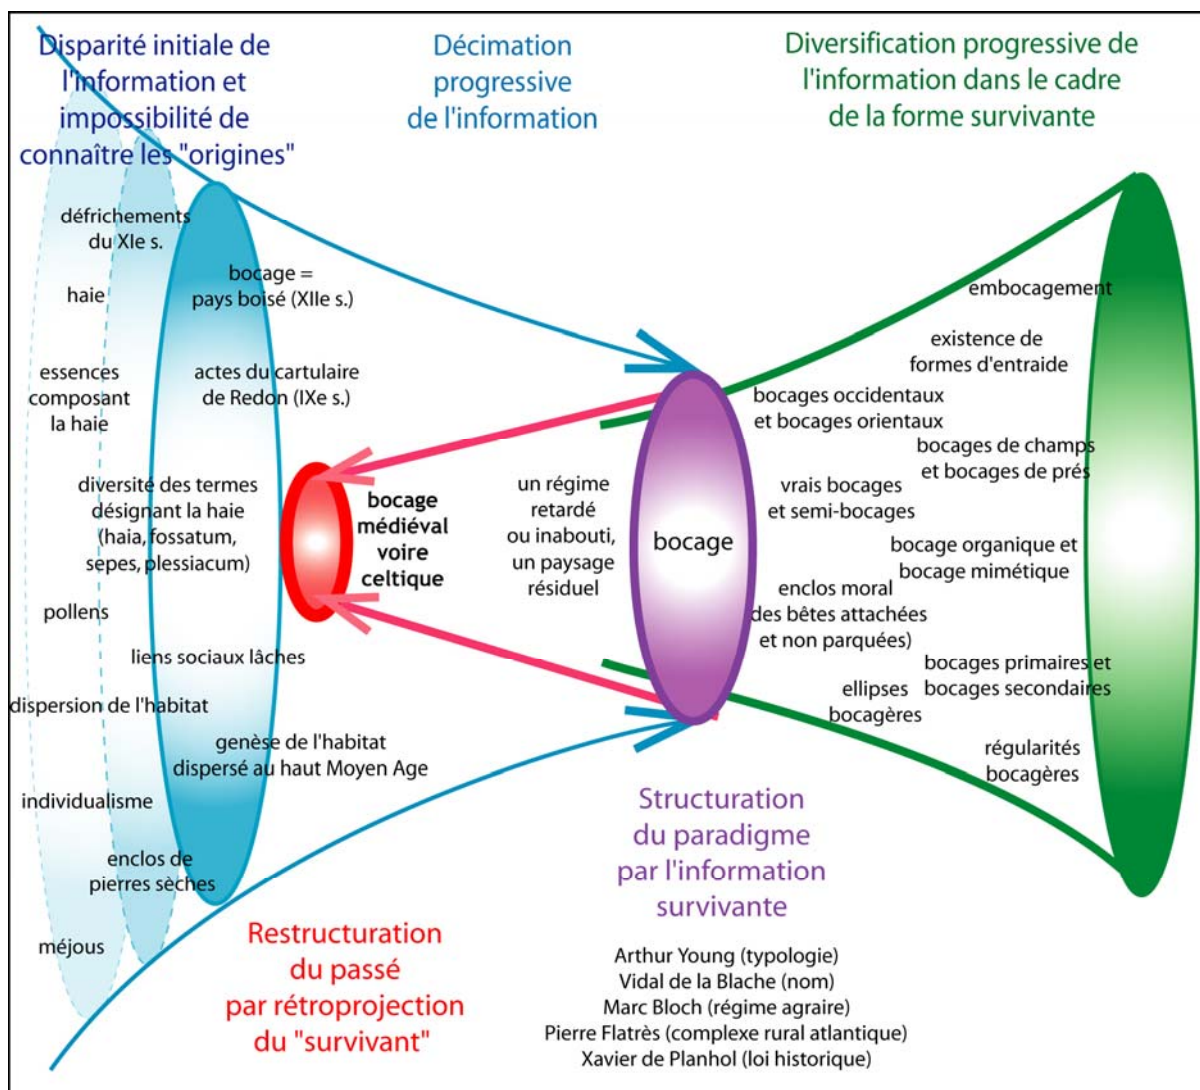 Disparité initiale de
l'information et
impossibilité de
connaître les "origines"
Décimation
progressive
de l'information
Diversification progressive de
l'information dans le cadre
de la forme survivante
défrichements
du XIe s.
haie
essences
composant
la haie
diversité des termes
désignant la haie
(haia, fossatum,
sepes, plessiacum)
pollens
liens sociaux lâches
dispersion de l'habitat
individualisme
enclos de
pierres sèches
méjous
bocage =
pays boisé (XIIe s.)
actes du cartulaire
de Redon (IXe s.)
genèse de l'habitat
dispersé au haut Moyen Age
bocage
médiéval
voire
celtique
un régime
retardé
ou inabouti,
un paysage
résiduel
bocage
embocagement
existence de
formes d'entraide
bocages occidentaux
et bocages orientaux
bocages de champs
et bocages de prés
vrais bocages
et semi-bocages
bocage organique et
bocage mimétique
enclos moral
des bêtes attachées
et non parquées)
bocages primaires et
bocages secondaires
ellipses
bocagères
régularités
bocagères
Restructuration
du passé
par rétroprojection
du "survivant"
Structuration
du paradigme
par l'information
survivante
Arthur Young (typologie)
Vidal de la Blache (nom)
Marc Bloch (régime agraire)
Pierre Flatrès (complexe rural atlantique)
Xavier de Planhol (loi historique)